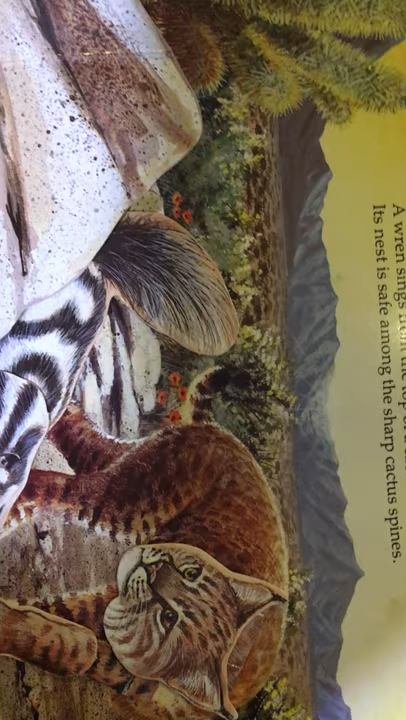 A wren sings from the top of a
Its nest is safe among the sharp cactus spines.